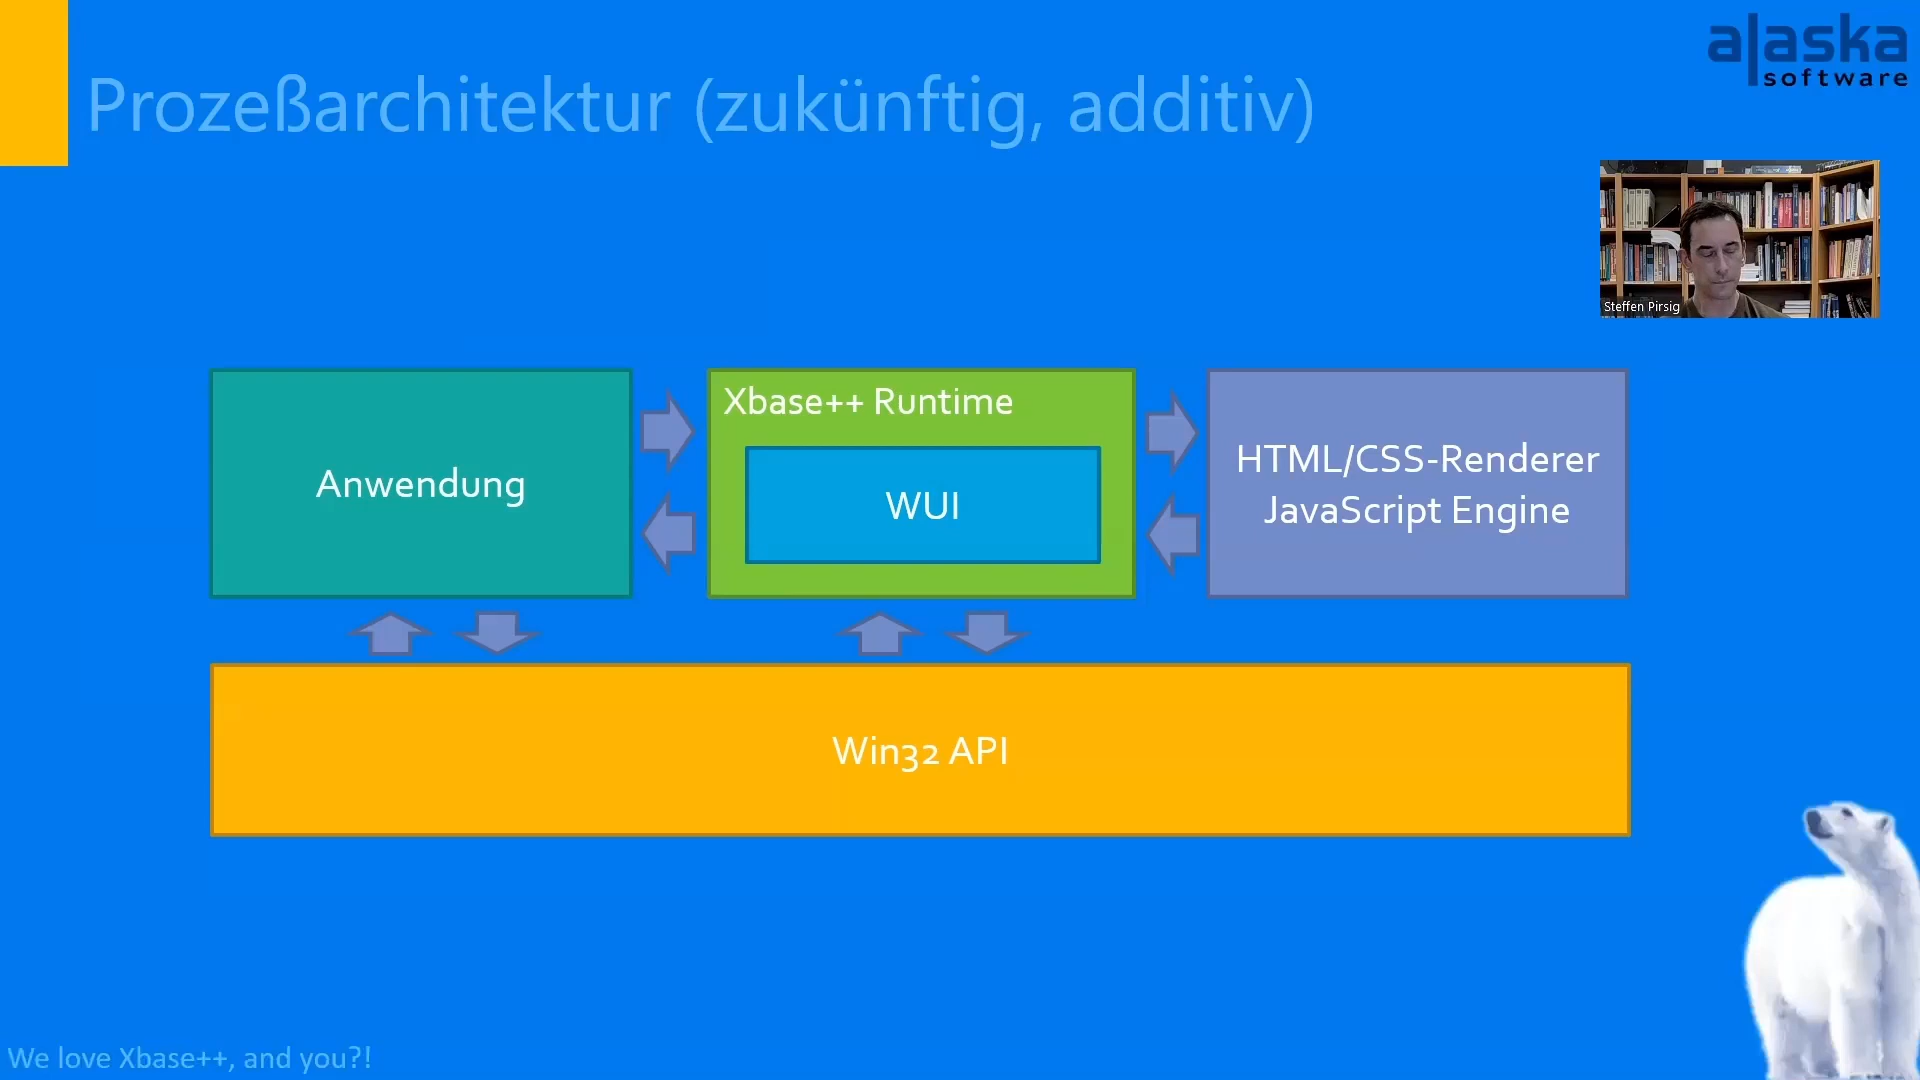 alaska
software
Prozeßarchitektur (zukünftig, additiv)
Steffen Pirsig
Anwendung
Xbase++ Runtime
WUI
HTML/CSS-Renderer
JavaScript Engine
Win32 API
We love Xbase++, and you?!